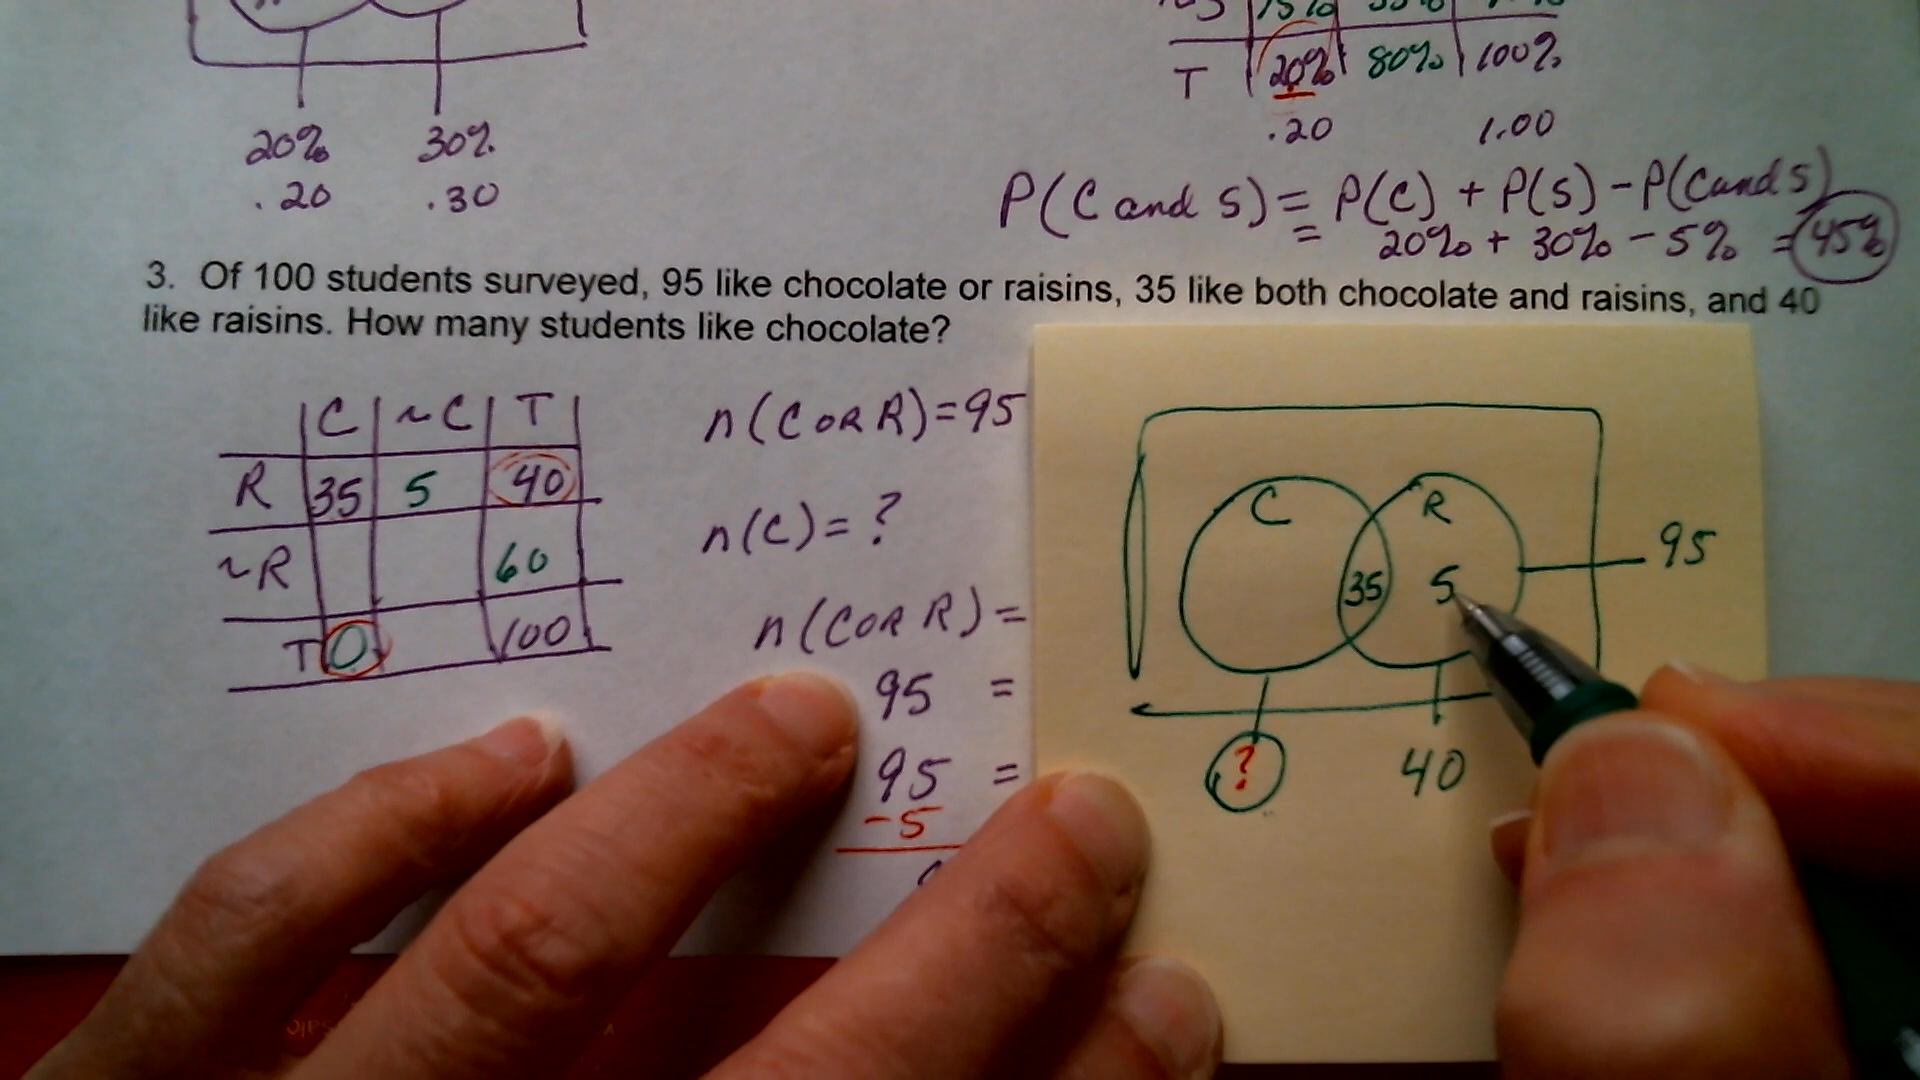 20% 80% 100%
T
.20 1.00
20% 30%
.20 .30
P(C and S) = P(C) + P(S) - P(C and S)
= 20% + 30% - 5% = 45%
3. Of 100 students surveyed, 95 like chocolate or raisins, 35 like both chocolate and raisins, and 40
like raisins. How many students like chocolate?
C ~C T
R 35 5 40
~R 60
T 0 100
n(C OR R)=95
n(C)= ?
n(C OR R)=
95 =
95 =
-5
C R
35 5
95
? 40